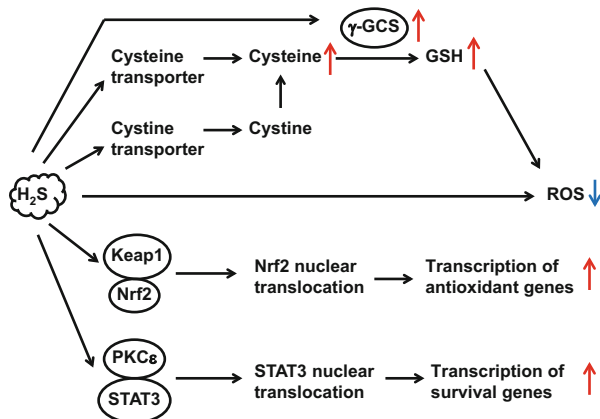 γ-GCS
Cysteine
transporter
Cysteine
GSH
Cystine
transporter
Cystine
H₂S
ROS
Keap1
Nrf2
Nrf2 nuclear
translocation
Transcription of
antioxidant genes
PKCε
STAT3
STAT3 nuclear
translocation
Transcription of
survival genes